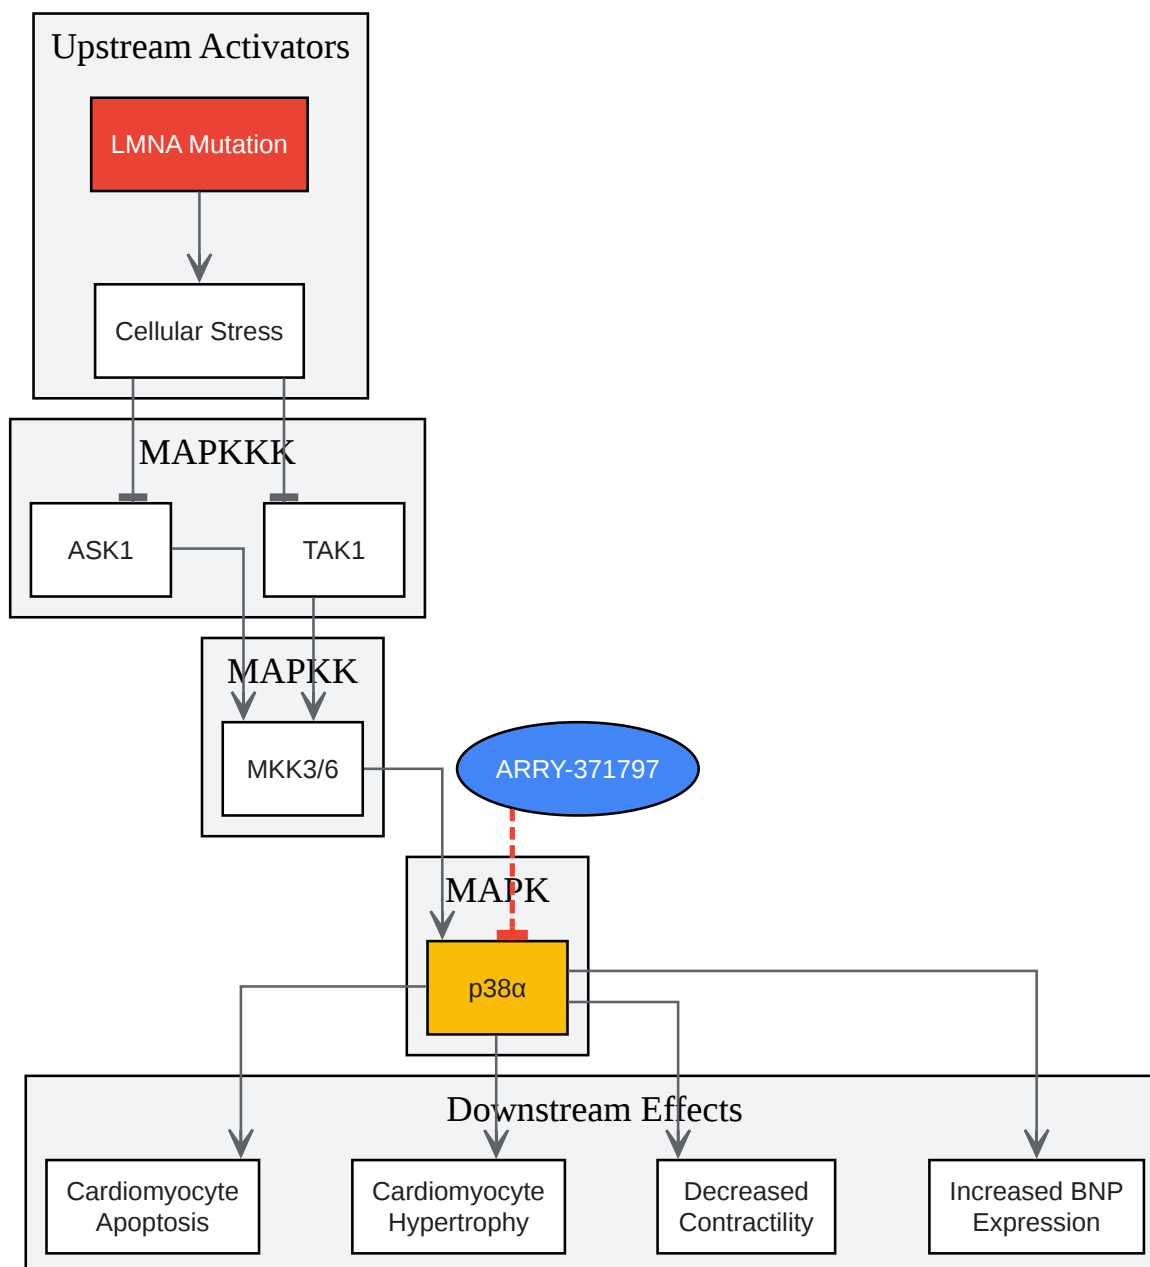 Upstream Activators
LMNA Mutation
Cellular Stress
MAPKKK
ASK1
TAK1
MAPKK
MKK3/6
ARRY-371797
MAPK
p38α
Downstream Effects
Cardiomyocyte
Apoptosis
Cardiomyocyte
Hypertrophy
Decreased
Contractility
Increased BNP
Expression